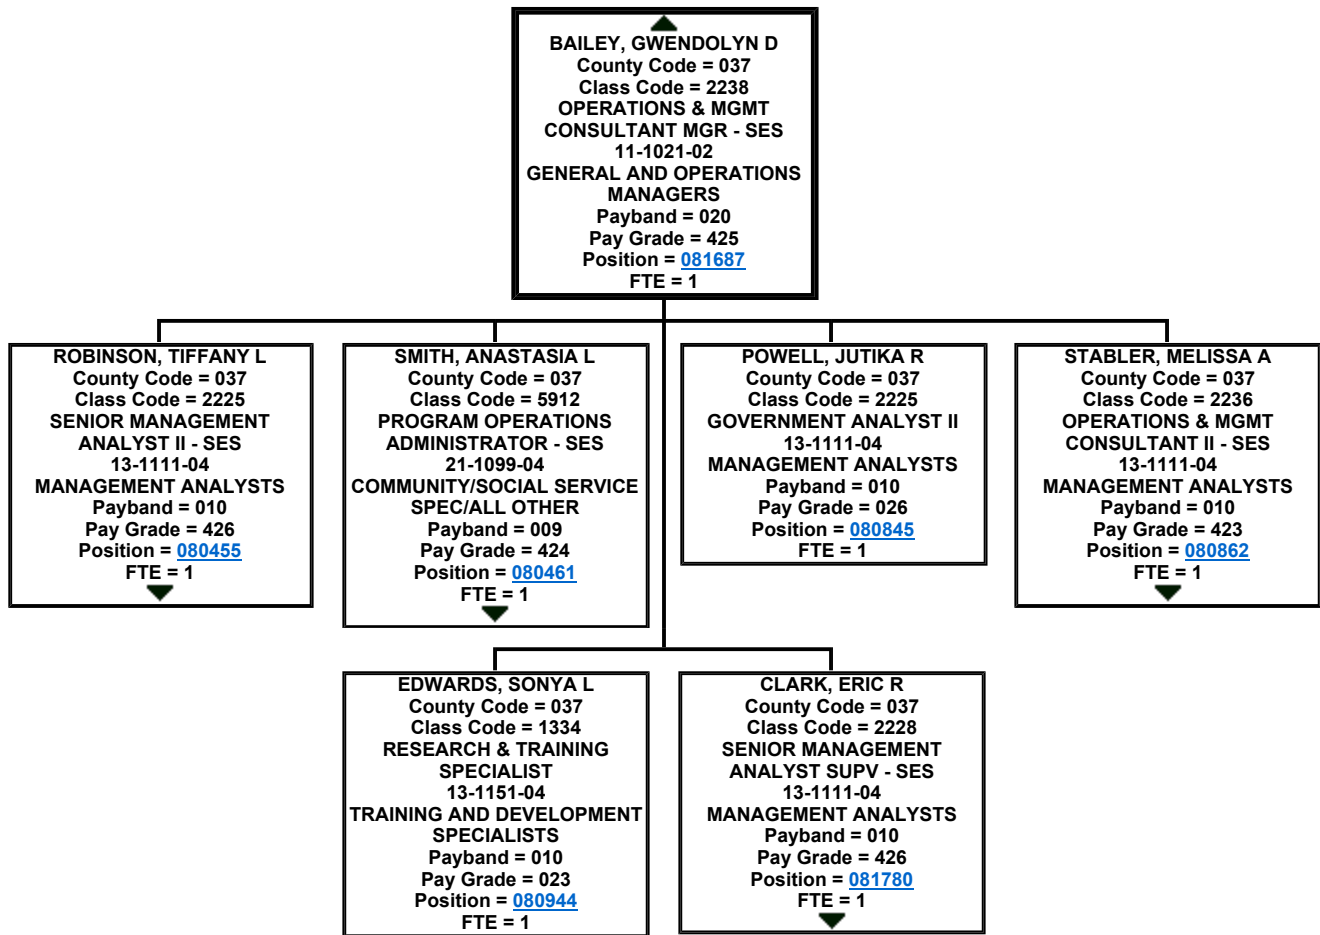 BAILEY, GWENDOLYN D
County Code = 037
Class Code = 2238
OPERATIONS & MGMT
CONSULTANT MGR - SES
11-1021-02
GENERAL AND OPERATIONS
MANAGERS
Payband = 020
Pay Grade = 425
Position = 081687
FTE = 1
ROBINSON, TIFFANY L
County Code = 037
Class Code = 2225
SENIOR MANAGEMENT
ANALYST II - SES
13-1111-04
MANAGEMENT ANALYSTS
Payband = 010
Pay Grade = 426
Position = 080455
FTE = 1
SMITH, ANASTASIA L
County Code = 037
Class Code = 5912
PROGRAM OPERATIONS
ADMINISTRATOR - SES
21-1099-04
COMMUNITY/SOCIAL SERVICE
SPEC/ALL OTHER
Payband = 009
Pay Grade = 424
Position = 080461
FTE = 1
POWELL, JUTIKA R
County Code = 037
Class Code = 2225
GOVERNMENT ANALYST II
13-1111-04
MANAGEMENT ANALYSTS
Payband = 010
Pay Grade = 026
Position = 080845
FTE = 1
STABLER, MELISSA A
County Code = 037
Class Code = 2236
OPERATIONS & MGMT
CONSULTANT II - SES
13-1111-04
MANAGEMENT ANALYSTS
Payband = 010
Pay Grade = 423
Position = 080862
FTE = 1
EDWARDS, SONYA L
County Code = 037
Class Code = 1334
RESEARCH & TRAINING
SPECIALIST
13-1151-04
TRAINING AND DEVELOPMENT
SPECIALISTS
Payband = 010
Pay Grade = 023
Position = 080944
FTE = 1
CLARK, ERIC R
County Code = 037
Class Code = 2228
SENIOR MANAGEMENT
ANALYST SUPV - SES
13-1111-04
MANAGEMENT ANALYSTS
Payband = 010
Pay Grade = 426
Position = 081780
FTE = 1